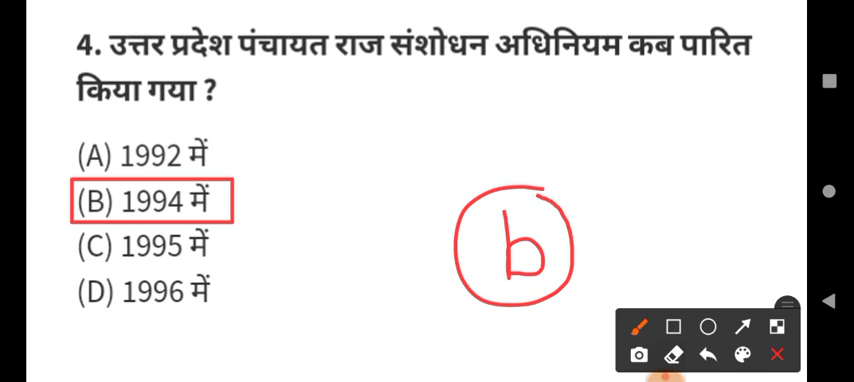 4. उत्तर प्रदेश पंचायत राज संशोधन अधिनियम कब पारित
किया गया ?
(A) 1992 में
(B) 1994 में
(C) 1995 में
(D) 1996 में
b